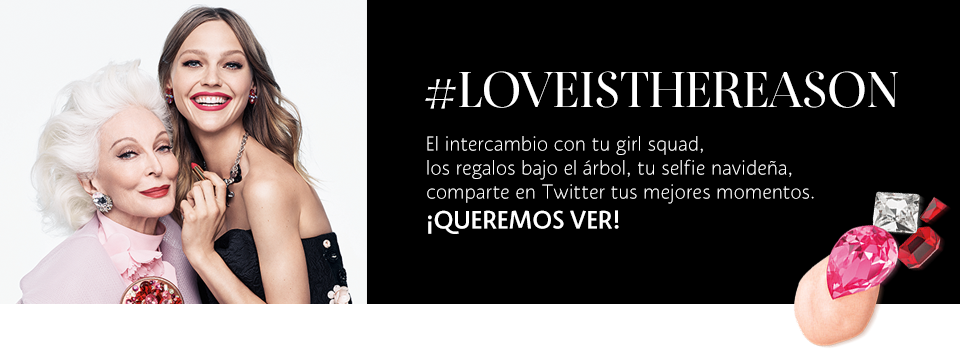 #LOVEISTHEREASON
El intercambio con tu girl squad,
los regalos bajo el árbol, tu selfie navideña,
comparte en Twitter tus mejores momentos.
¡QUEREMOS VER!